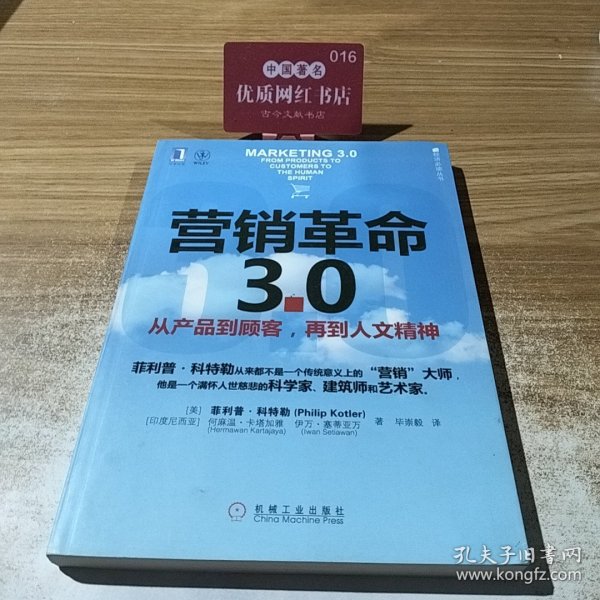 016
中国著名
优质网红书店
古今文献书店
WILEY
经济必读丛书
MARKETING 3.0
FROM PRODUCTS TO
CUSTOMERS TO
THE HUMAN
SPIRIT
营销革命
3.0
从产品到顾客，再到人文精神
菲利普·科特勒从来都不是一个传统意义上的“营销”大师，
他是一个满怀人世慈悲的科学家、建筑师和艺术家。
[美] 菲利普·科特勒 (Philip Kotler)
[印度尼西亚] 何麻温·卡塔加雅 伊万·塞蒂亚万 著 毕崇毅 译
(Hermawan Kartajaya) (Iwan Setiawan)
机械工业出版社
China Machine Press
孔夫子旧书网
www.kongfz.com